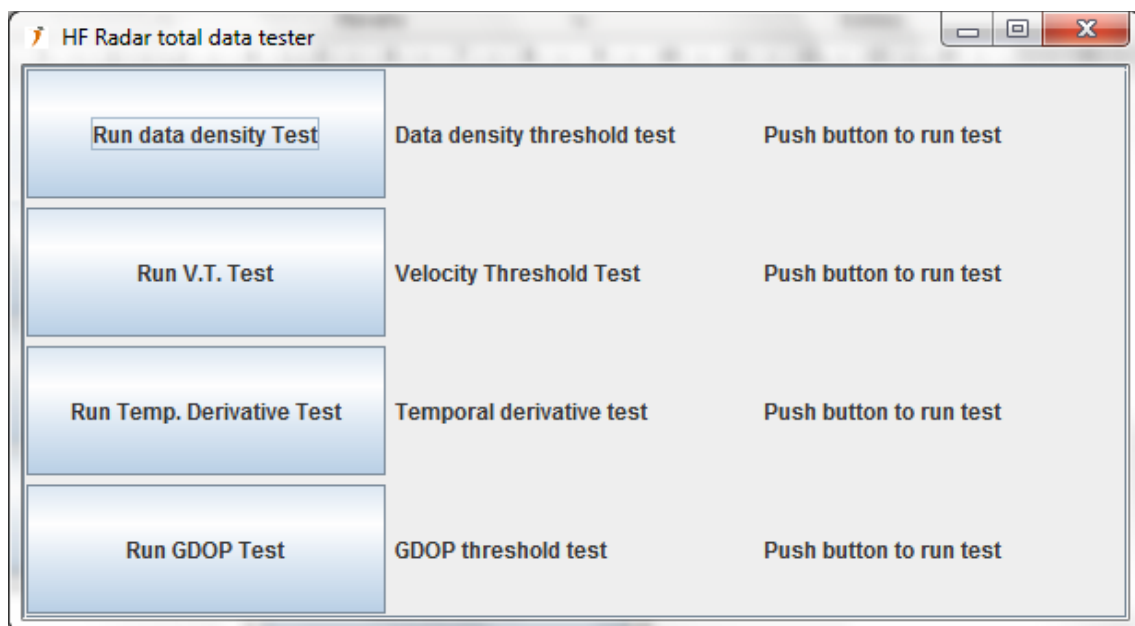 HF Radar total data tester
Run data density Test Data density threshold test Push button to run test
Run V.T. Test Velocity Threshold Test Push button to run test
Run Temp. Derivative Test Temporal derivative test Push button to run test
Run GDOP Test GDOP threshold test Push button to run test